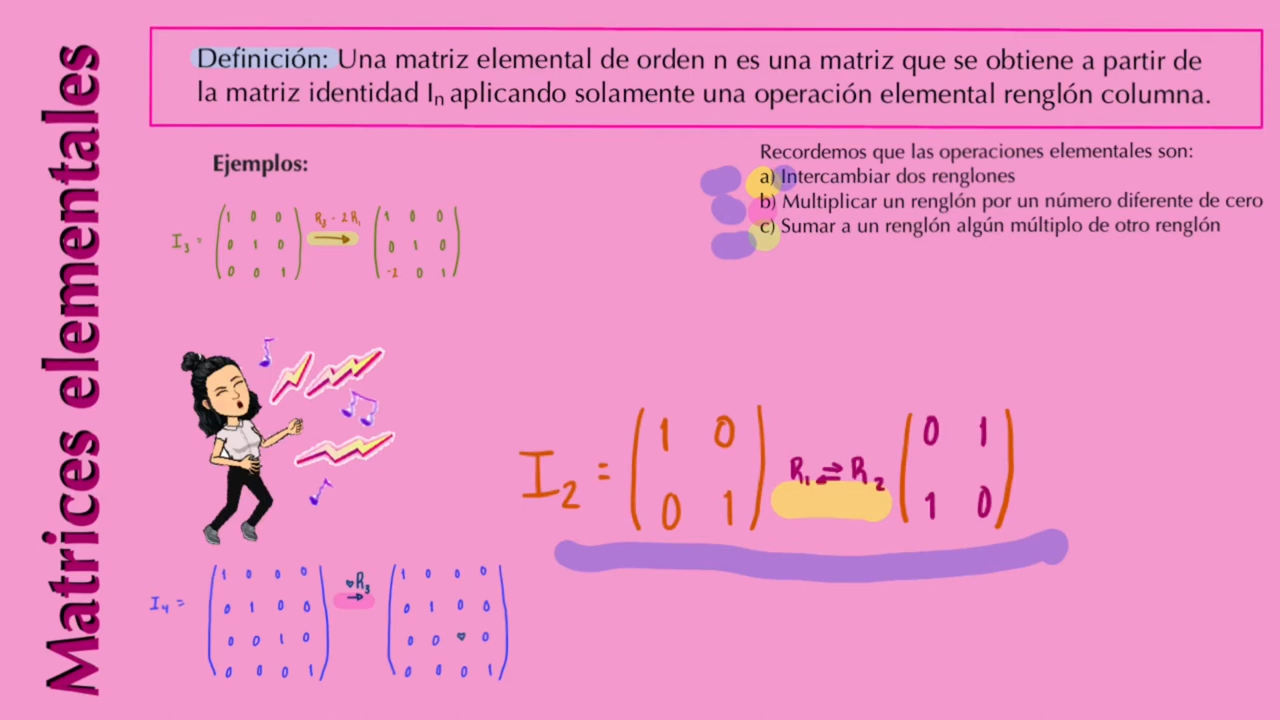 Matrices elementales
Definición: Una matriz elemental de orden n es una matriz que se obtiene a partir de
la matriz identidad Iₙ aplicando solamente una operación elemental renglón columna.
Ejemplos:
Recordemos que las operaciones elementales son:
a) Intercambiar dos renglones
b) Multiplicar un renglón por un número diferente de cero
c) Sumar a un renglón algún múltiplo de otro renglón
R₃ - 2R₁
1 0 0 1 0 0
I₃ = 0 1 0 → 0 1 0
0 0 1 -2 0 1
1 0 0 1
I₂ = R₁ ⇄ R₂
0 1 1 0
1 0 0 0 ♥R₃ 1 0 0 0
I₄ = 0 1 0 0 → 0 1 0 0
0 0 1 0 0 0 ♥ 0
0 0 0 1 0 0 0 1